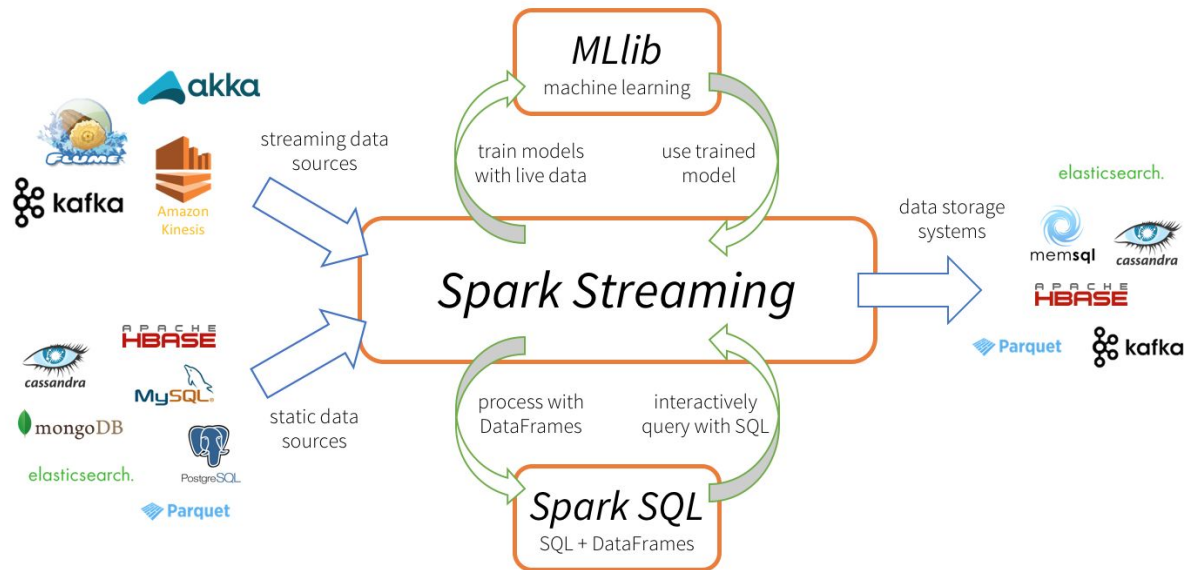 MLlib
machine learning
akka
FLUME
kafka
Amazon
Kinesis
streaming data
sources
train models
with live data
use trained
model
data storage
systems
elasticsearch.
memsql
cassandra
APACHE
HBASE
Parquet
kafka
Spark Streaming
APACHE
HBASE
cassandra
MySQL®
mongoDB
PostgreSQL
elasticsearch.
Parquet
static data
sources
process with
DataFrames
interactively
query with SQL
Spark SQL
SQL + DataFrames